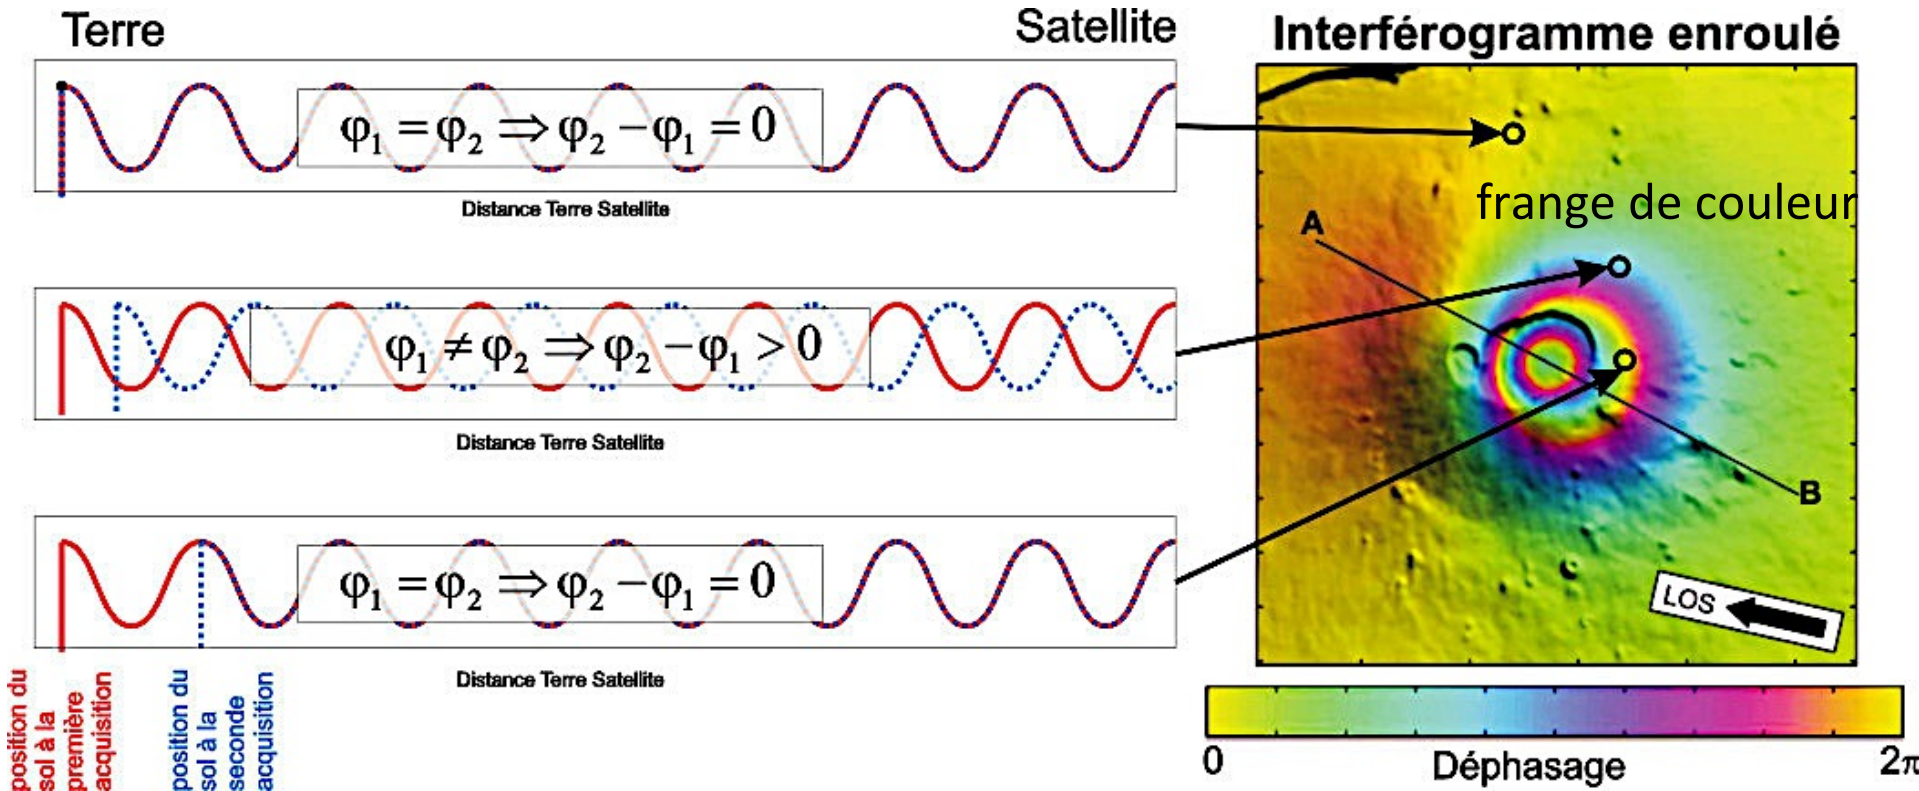 Terre
Satellite
Interférogramme enroulé
φ₁ = φ₂ ⇒ φ₂ − φ₁ = 0
Distance Terre Satellite
φ₁ ≠ φ₂ ⇒ φ₂ − φ₁ > 0
Distance Terre Satellite
φ₁ = φ₂ ⇒ φ₂ − φ₁ = 0
Distance Terre Satellite
position du
sol à la
première
acquisition
position du
sol à la
seconde
acquisition
frange de couleur
A
B
LOS
0
Déphasage
2π